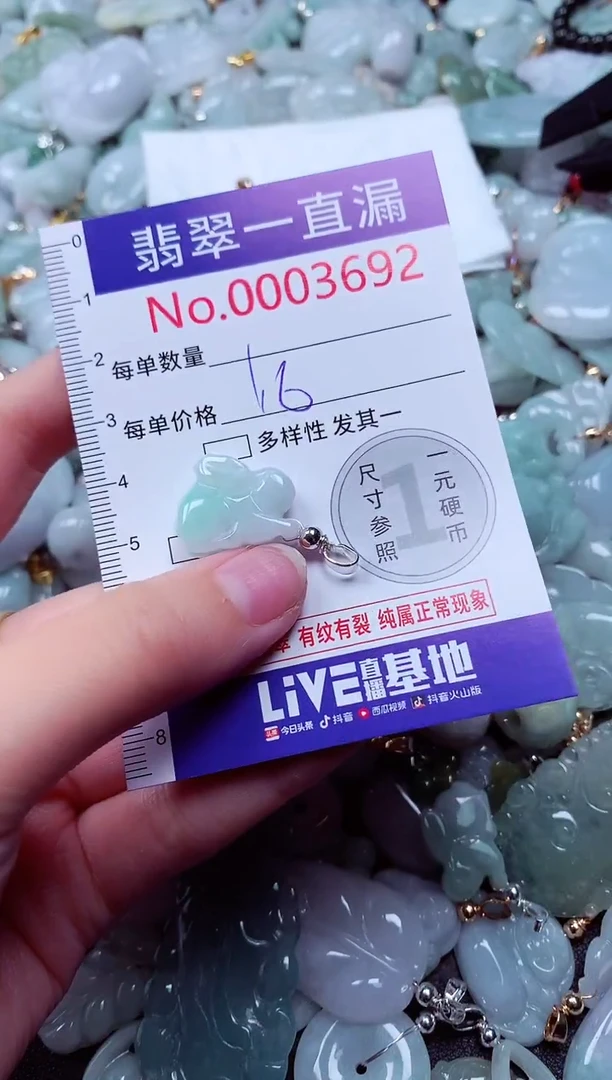 翡翠一直漏
No.0003692
0
1
2
3
4
5
8
每单数量
每单价格
多样性 发其一
尺寸参照
1
一元硬币
有纹有裂 纯属正常现象
LiVE直播基地
头条 今日头条 抖音 西瓜视频 抖音火山版